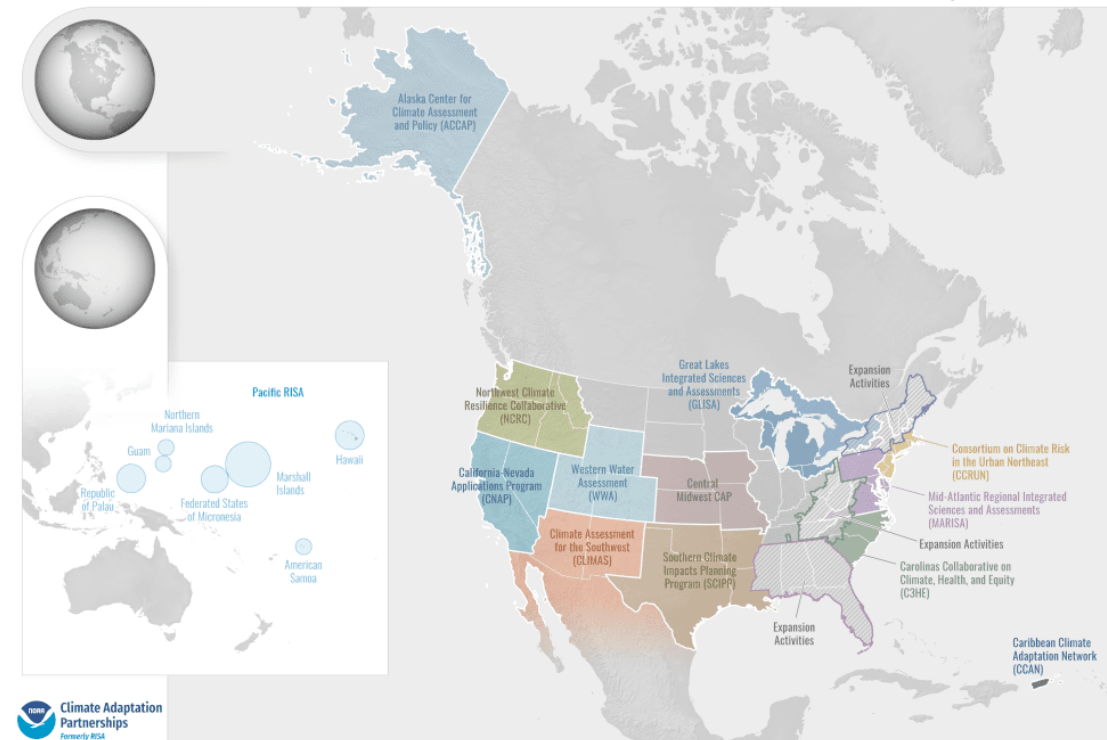 Alaska Center for
Climate Assessment
and Policy (ACCAP)
Pacific RISA
Northern
Mariana Islands
Guam
Hawaii
Republic
of Palau
Marshall
Islands
Federated States
of Micronesia
American
Samoa
Great Lakes
Integrated Sciences
and Assessments
(GLISA)
Expansion
Activities
Northwest Climate
Resilience Collaborative
(NCRC)
California-Nevada
Applications Program
(CNAP)
Western Water
Assessment
(WWA)
Central
Midwest CAP
Consortium on Climate Risk
in the Urban Northeast
(CCRUN)
Mid-Atlantic Regional Integrated
Sciences and Assessments
(MARISA)
Expansion Activities
Climate Assessment
for the Southwest
(CLIMAS)
Southern Climate
Impacts Planning
Program (SCIPP)
Carolinas Collaborative on
Climate, Health, and Equity
(C3HE)
Expansion
Activities
Caribbean Climate
Adaptation Network
(CCAN)
NOAA
Climate Adaptation
Partnerships
Formerly RISA